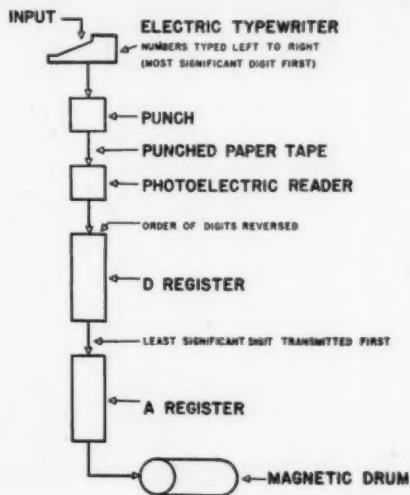 INPUT
ELECTRIC TYPEWRITER
NUMBERS TYPED LEFT TO RIGHT
(MOST SIGNIFICANT DIGIT FIRST)
PUNCH
PUNCHED PAPER TAPE
PHOTOELECTRIC READER
ORDER OF DIGITS REVERSED
D REGISTER
LEAST SIGNIFICANT DIGIT TRANSMITTED FIRST
A REGISTER
MAGNETIC DRUM